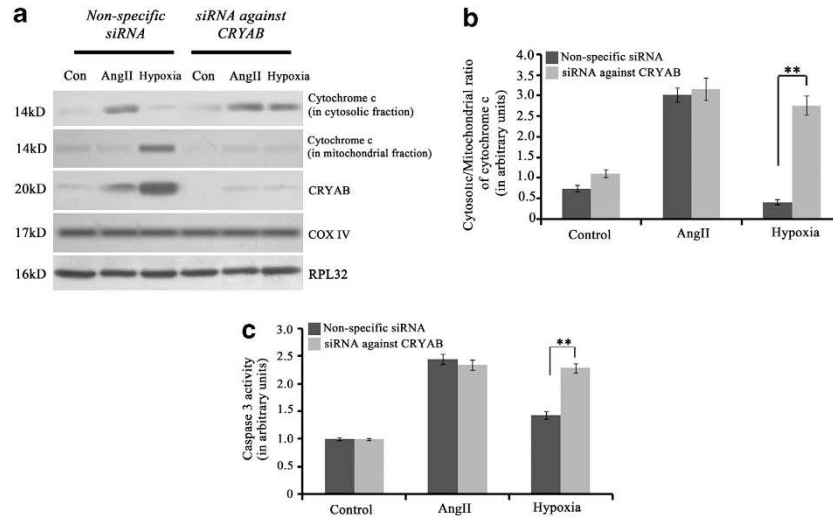 a
Non-specific siRNA
siRNA against CRYAB
Con AngII Hypoxia Con AngII Hypoxia
14kD Cytochrome c (in cytosolic fraction)
14kD Cytochrome c (in mitochondrial fraction)
20kD CRYAB
17kD COX IV
16kD RPL32
b
Cytosolic/Mitochondrial ratio
of cytochrome c
(in arbitrary units)
4.0
3.5
3.0
2.5
2.0
1.5
1.0
0.5
0
Non-specific siRNA
siRNA against CRYAB
**
Control AngII Hypoxia
c
Caspase 3 activity
(in arbitrary units)
3.0
2.5
2.0
1.5
1.0
0.5
0
Non-specific siRNA
siRNA against CRYAB
**
Control AngII Hypoxia